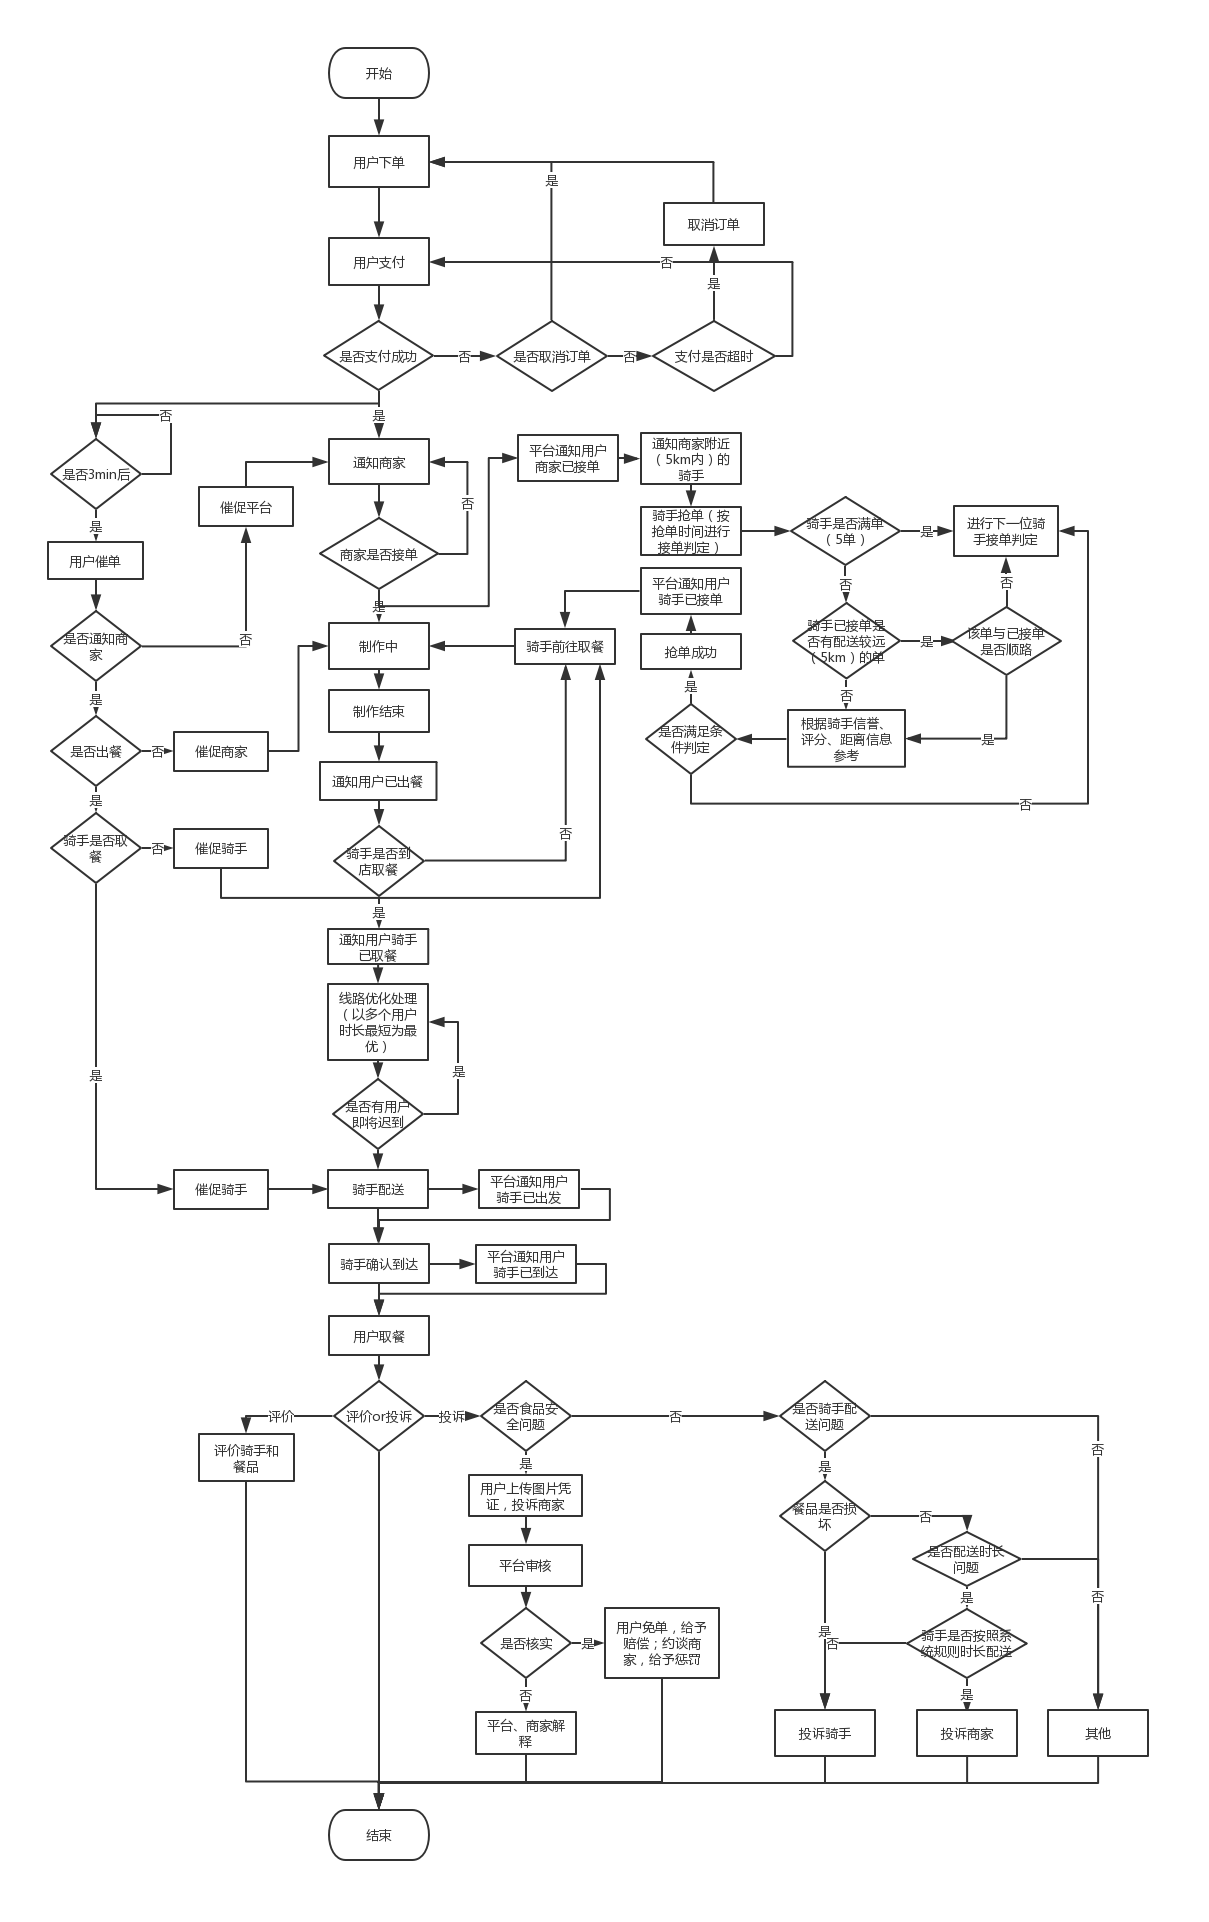 开始
用户下单
是
取消订单
用户支付
否
是
是否支付成功
否
是否取消订单
否
支付是否超时
否
是
是否3min后
通知商家
平台通知用户
商家已接单
通知商家附近
（5km内）的
骑手
催促平台
否
骑手抢单（按
抢单时间进行
接单判定）
骑手是否满单
（5单）
是
进行下一位骑
手接单判定
是
用户催单
商家是否接单
否
否
平台通知用户
骑手已接单
是
是否通知商
家
否
制作中
骑手前往取餐
抢单成功
骑手已接单是
否有配送较远
（5km）的单
是
该单与已接单
是否顺路
是
是
否
制作结束
是否满足条
件判定
根据骑手信誉、
评分、距离信息
参考
是
是否出餐
否
催促商家
通知用户已出餐
是
否
骑手是否取
餐
否
催促骑手
骑手是否到
店取餐
否
是
通知用户骑手
已取餐
线路优化处理
（以多个用户
时长最短为最
优）
是
是
是否有用户
即将迟到
催促骑手
骑手配送
平台通知用户
骑手已出发
骑手确认到达
平台通知用户
骑手已到达
用户取餐
评价
评价or投诉
投诉
是否食品安
全问题
否
是否骑手配
送问题
评价骑手和
餐品
是
是
否
用户上传图片凭
证，投诉商家
餐品是否损
坏
否
平台审核
是否配送时长
问题
是
否
是否核实
是
用户免单，给予
赔偿；约谈商
家，给予惩罚
是
否
骑手是否按照系
统规则时长配送
否
是
平台、商家解
释
投诉骑手
投诉商家
其他
结束